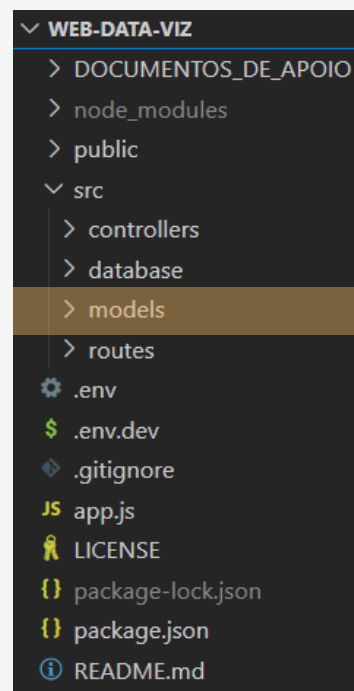 WEB-DATA-VIZ
DOCUMENTOS_DE_APOIO
node_modules
public
src
controllers
database
models
routes
.env
$ .env.dev
.gitignore
JS app.js
LICENSE
{} package-lock.json
{} package.json
README.md